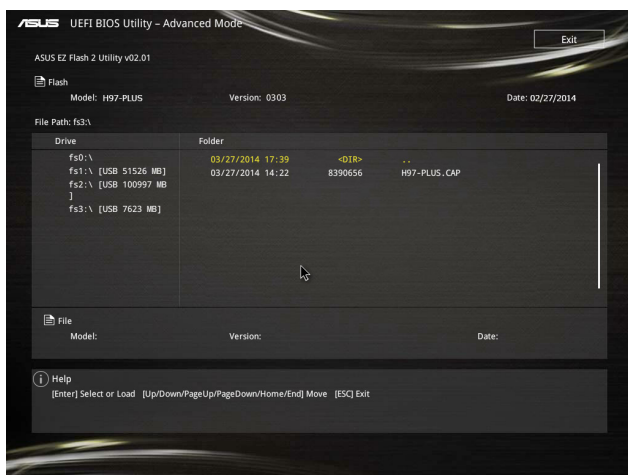 ASUS UEFI BIOS Utility – Advanced Mode
Exit
ASUS EZ Flash 2 Utility v02.01
Flash
Model: H97-PLUS Version: 0303 Date: 02/27/2014
File Path: fs3:\
Drive Folder
fs0:\ 03/27/2014 17:39 <DIR> ..
fs1:\ [USB 51526 MB] 03/27/2014 14:22 8390656 H97-PLUS.CAP
fs2:\ [USB 100997 MB
]
fs3:\ [USB 7623 MB]
File
Model: Version: Date:
Help
[Enter] Select or Load [Up/Down/PageUp/PageDown/Home/End] Move [ESC] Exit